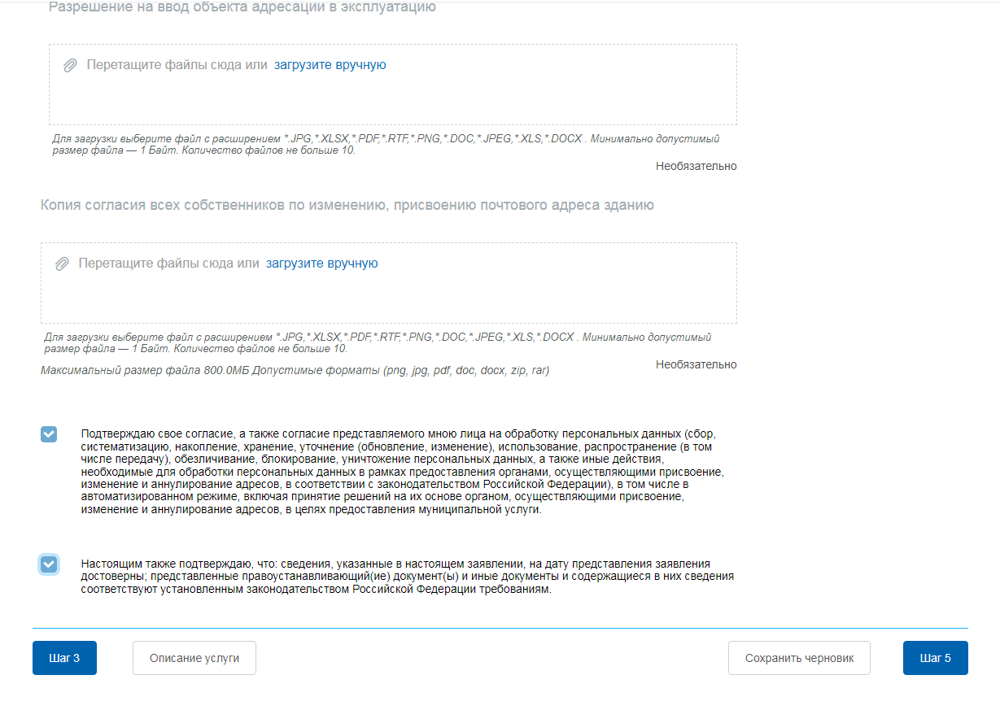 Разрешение на ввод объекта адресации в эксплуатацию
Перетащите файлы сюда или загрузите вручную
Для загрузки выберите файл с расширением *.JPG,*.XLSX,*.PDF,*.RTF,*.PNG,*.DOC,*.JPEG,*.XLS,*.DOCX . Минимально допустимый
размер файла — 1 Байт. Количество файлов не больше 10.
Необязательно
Копия согласия всех собственников по изменению, присвоению почтового адреса зданию
Перетащите файлы сюда или загрузите вручную
Для загрузки выберите файл с расширением *.JPG,*.XLSX,*.PDF,*.RTF,*.PNG,*.DOC,*.JPEG,*.XLS,*.DOCX . Минимально допустимый
размер файла — 1 Байт. Количество файлов не больше 10.
Необязательно
Максимальный размер файла 800.0МБ Допустимые форматы (png, jpg, pdf, doc, docx, zip, rar)
Подтверждаю свое согласие, а также согласие представляемого мною лица на обработку персональных данных (сбор,
систематизацию, накопление, хранение, уточнение (обновление, изменение), использование, распространение (в том
числе передачу), обезличивание, блокирование, уничтожение персональных данных, а также иные действия,
необходимые для обработки персональных данных в рамках предоставления органами, осуществляющими присвоение,
изменение и аннулирование адресов, в соответствии с законодательством Российской Федерации), в том числе в
автоматизированном режиме, включая принятие решений на их основе органом, осуществляющими присвоение,
изменение и аннулирование адресов, в целях предоставления муниципальной услуги.
Настоящим также подтверждаю, что: сведения, указанные в настоящем заявлении, на дату представления заявления
достоверны; представленные правоустанавливающий(ие) документ(ы) и иные документы и содержащиеся в них сведения
соответствуют установленным законодательством Российской Федерации требованиям.
Шаг 3 Описание услуги Сохранить черновик Шаг 5